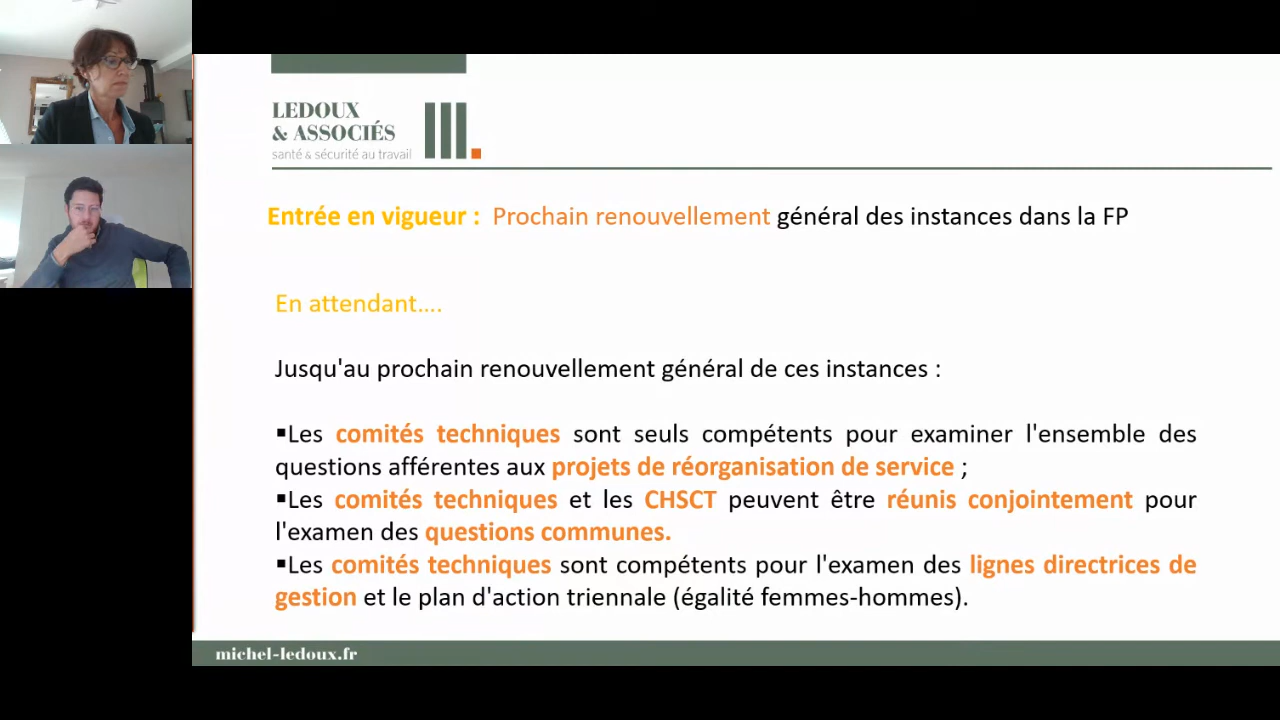 LEDOUX
& ASSOCIÉS
santé & sécurité au travail
Entrée en vigueur : Prochain renouvellement général des instances dans la FP
En attendant....
Jusqu'au prochain renouvellement général de ces instances :
▪Les comités techniques sont seuls compétents pour examiner l'ensemble des
questions afférentes aux projets de réorganisation de service ;
▪Les comités techniques et les CHSCT peuvent être réunis conjointement pour
l'examen des questions communes.
▪Les comités techniques sont compétents pour l'examen des lignes directrices de
gestion et le plan d'action triennale (égalité femmes-hommes).
michel-ledoux.fr